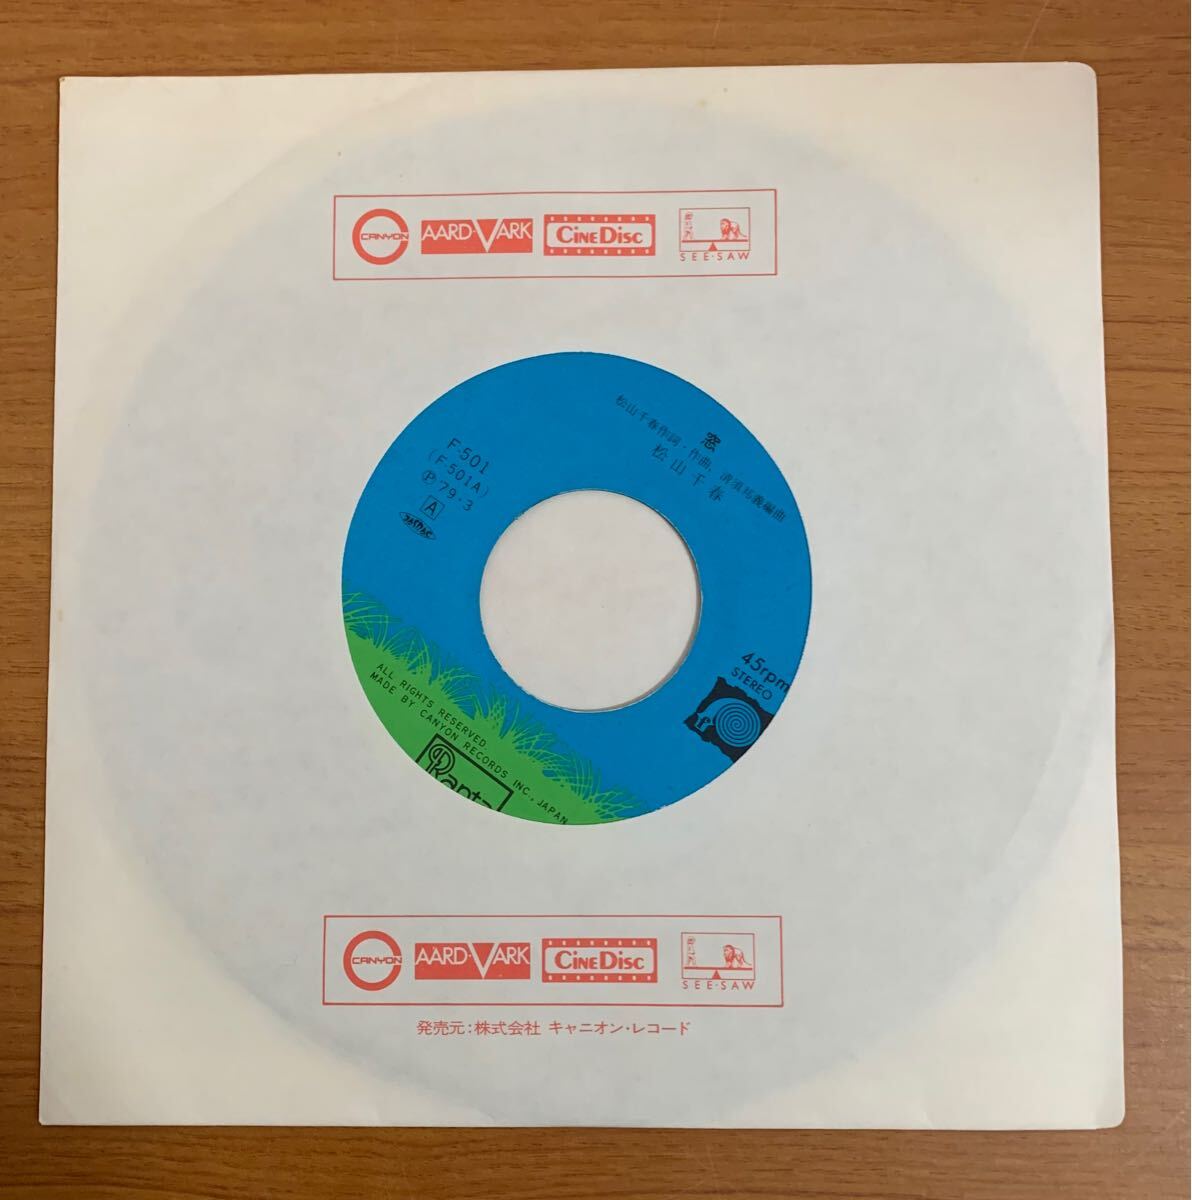 CANYON AARD-VARK CINEDISC SEE·SAW
窓
松山千春作詞・作曲、清須邦義編曲
松山千春
F-501
(F-501A)
Ⓟ79·3
A
JASRAC
45rpm
STEREO
f
ALL RIGHTS RESERVED.
MADE BY CANYON RECORDS INC., JAPAN
CANYON AARD-VARK CINEDISC SEE·SAW
発売元：株式会社 キャニオン・レコード